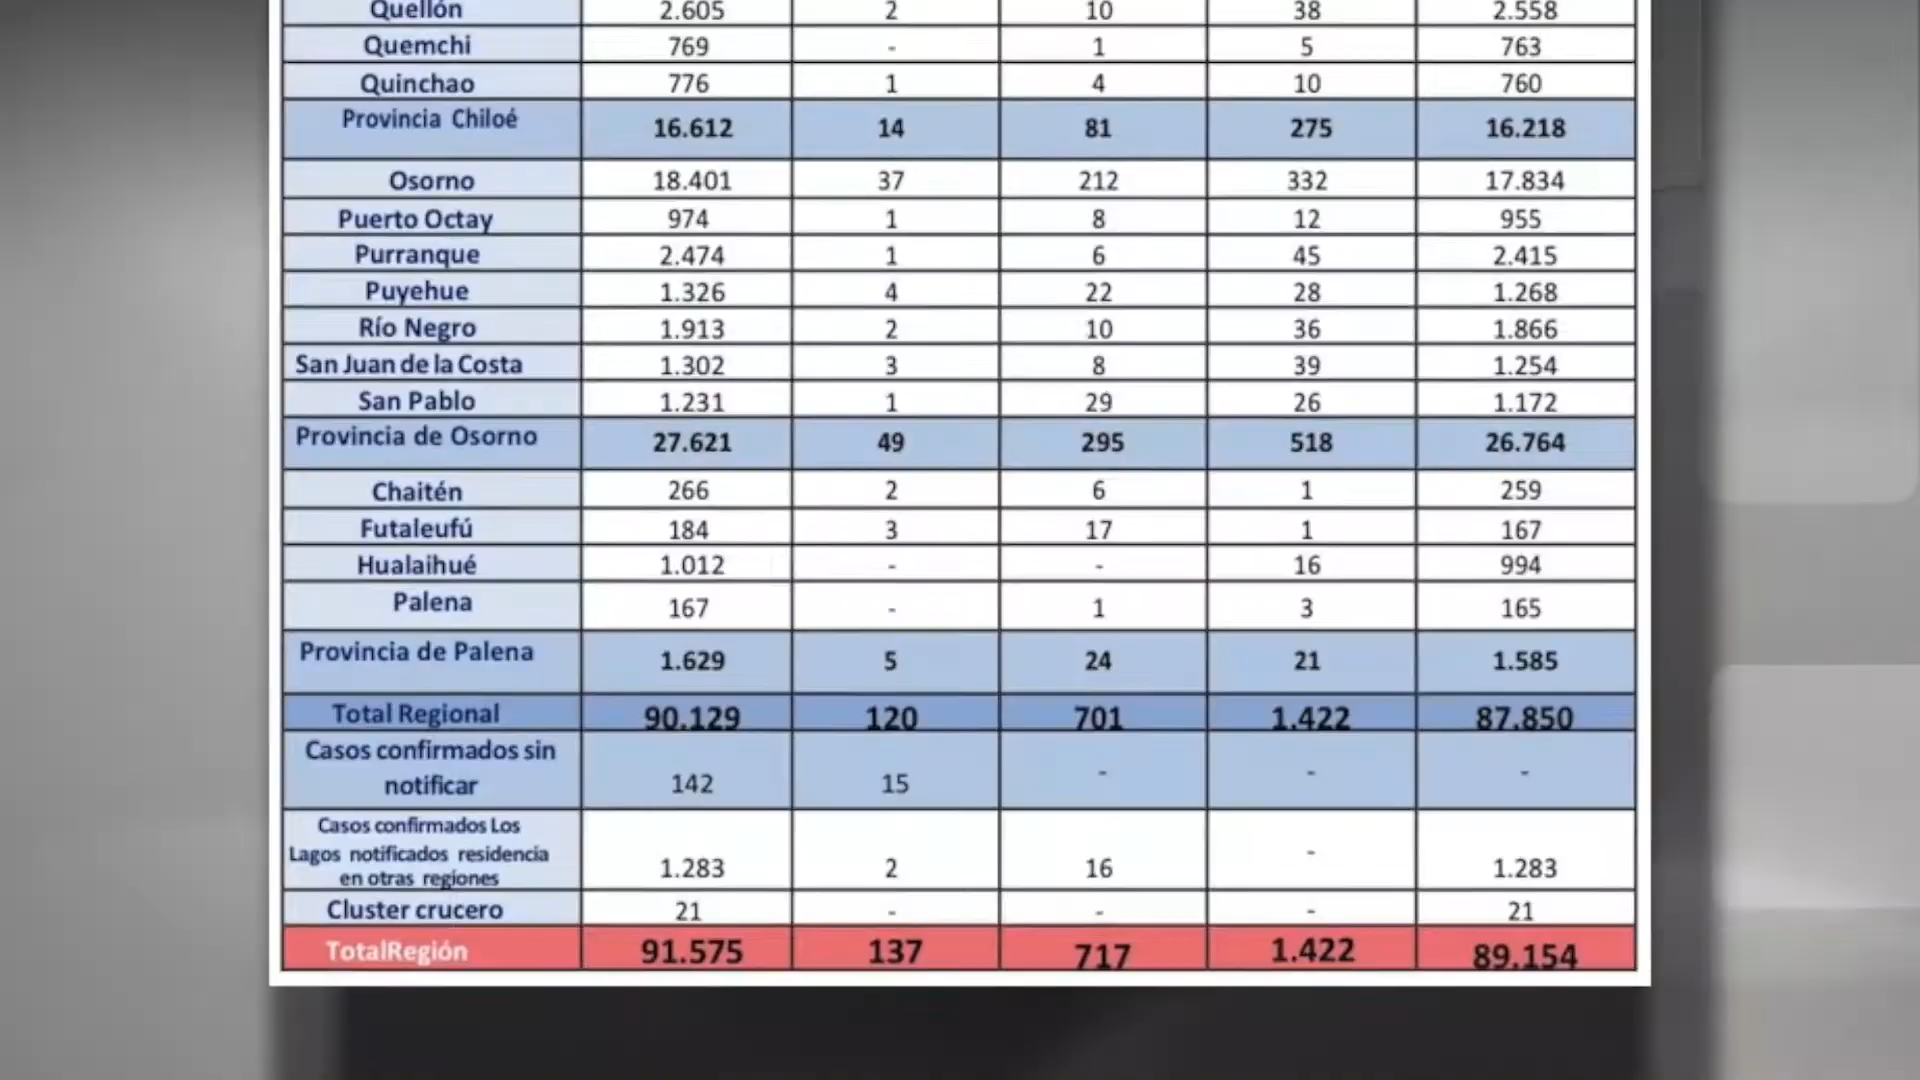 Quellón 2.605 2 10 38 2.558
Quemchi 769 - 1 5 763
Quinchao 776 1 4 10 760
Provincia Chiloé 16.612 14 81 275 16.218
Osorno 18.401 37 212 332 17.834
Puerto Octay 974 1 8 12 955
Purranque 2.474 1 6 45 2.415
Puyehue 1.326 4 22 28 1.268
Río Negro 1.913 2 10 36 1.866
San Juan de la Costa 1.302 3 8 39 1.254
San Pablo 1.231 1 29 26 1.172
Provincia de Osorno 27.621 49 295 518 26.764
Chaitén 266 2 6 1 259
Futaleufú 184 3 17 1 167
Hualaihué 1.012 - - 16 994
Palena 167 - 1 3 165
Provincia de Palena 1.629 5 24 21 1.585
Total Regional 90.129 120 701 1.422 87.850
Casos confirmados sin
notificar 142 15 - - -
Casos confirmados Los
Lagos notificados residencia
en otras regiones 1.283 2 16 - 1.283
Cluster crucero 21 - - - 21
TotalRegión 91.575 137 717 1.422 89.154